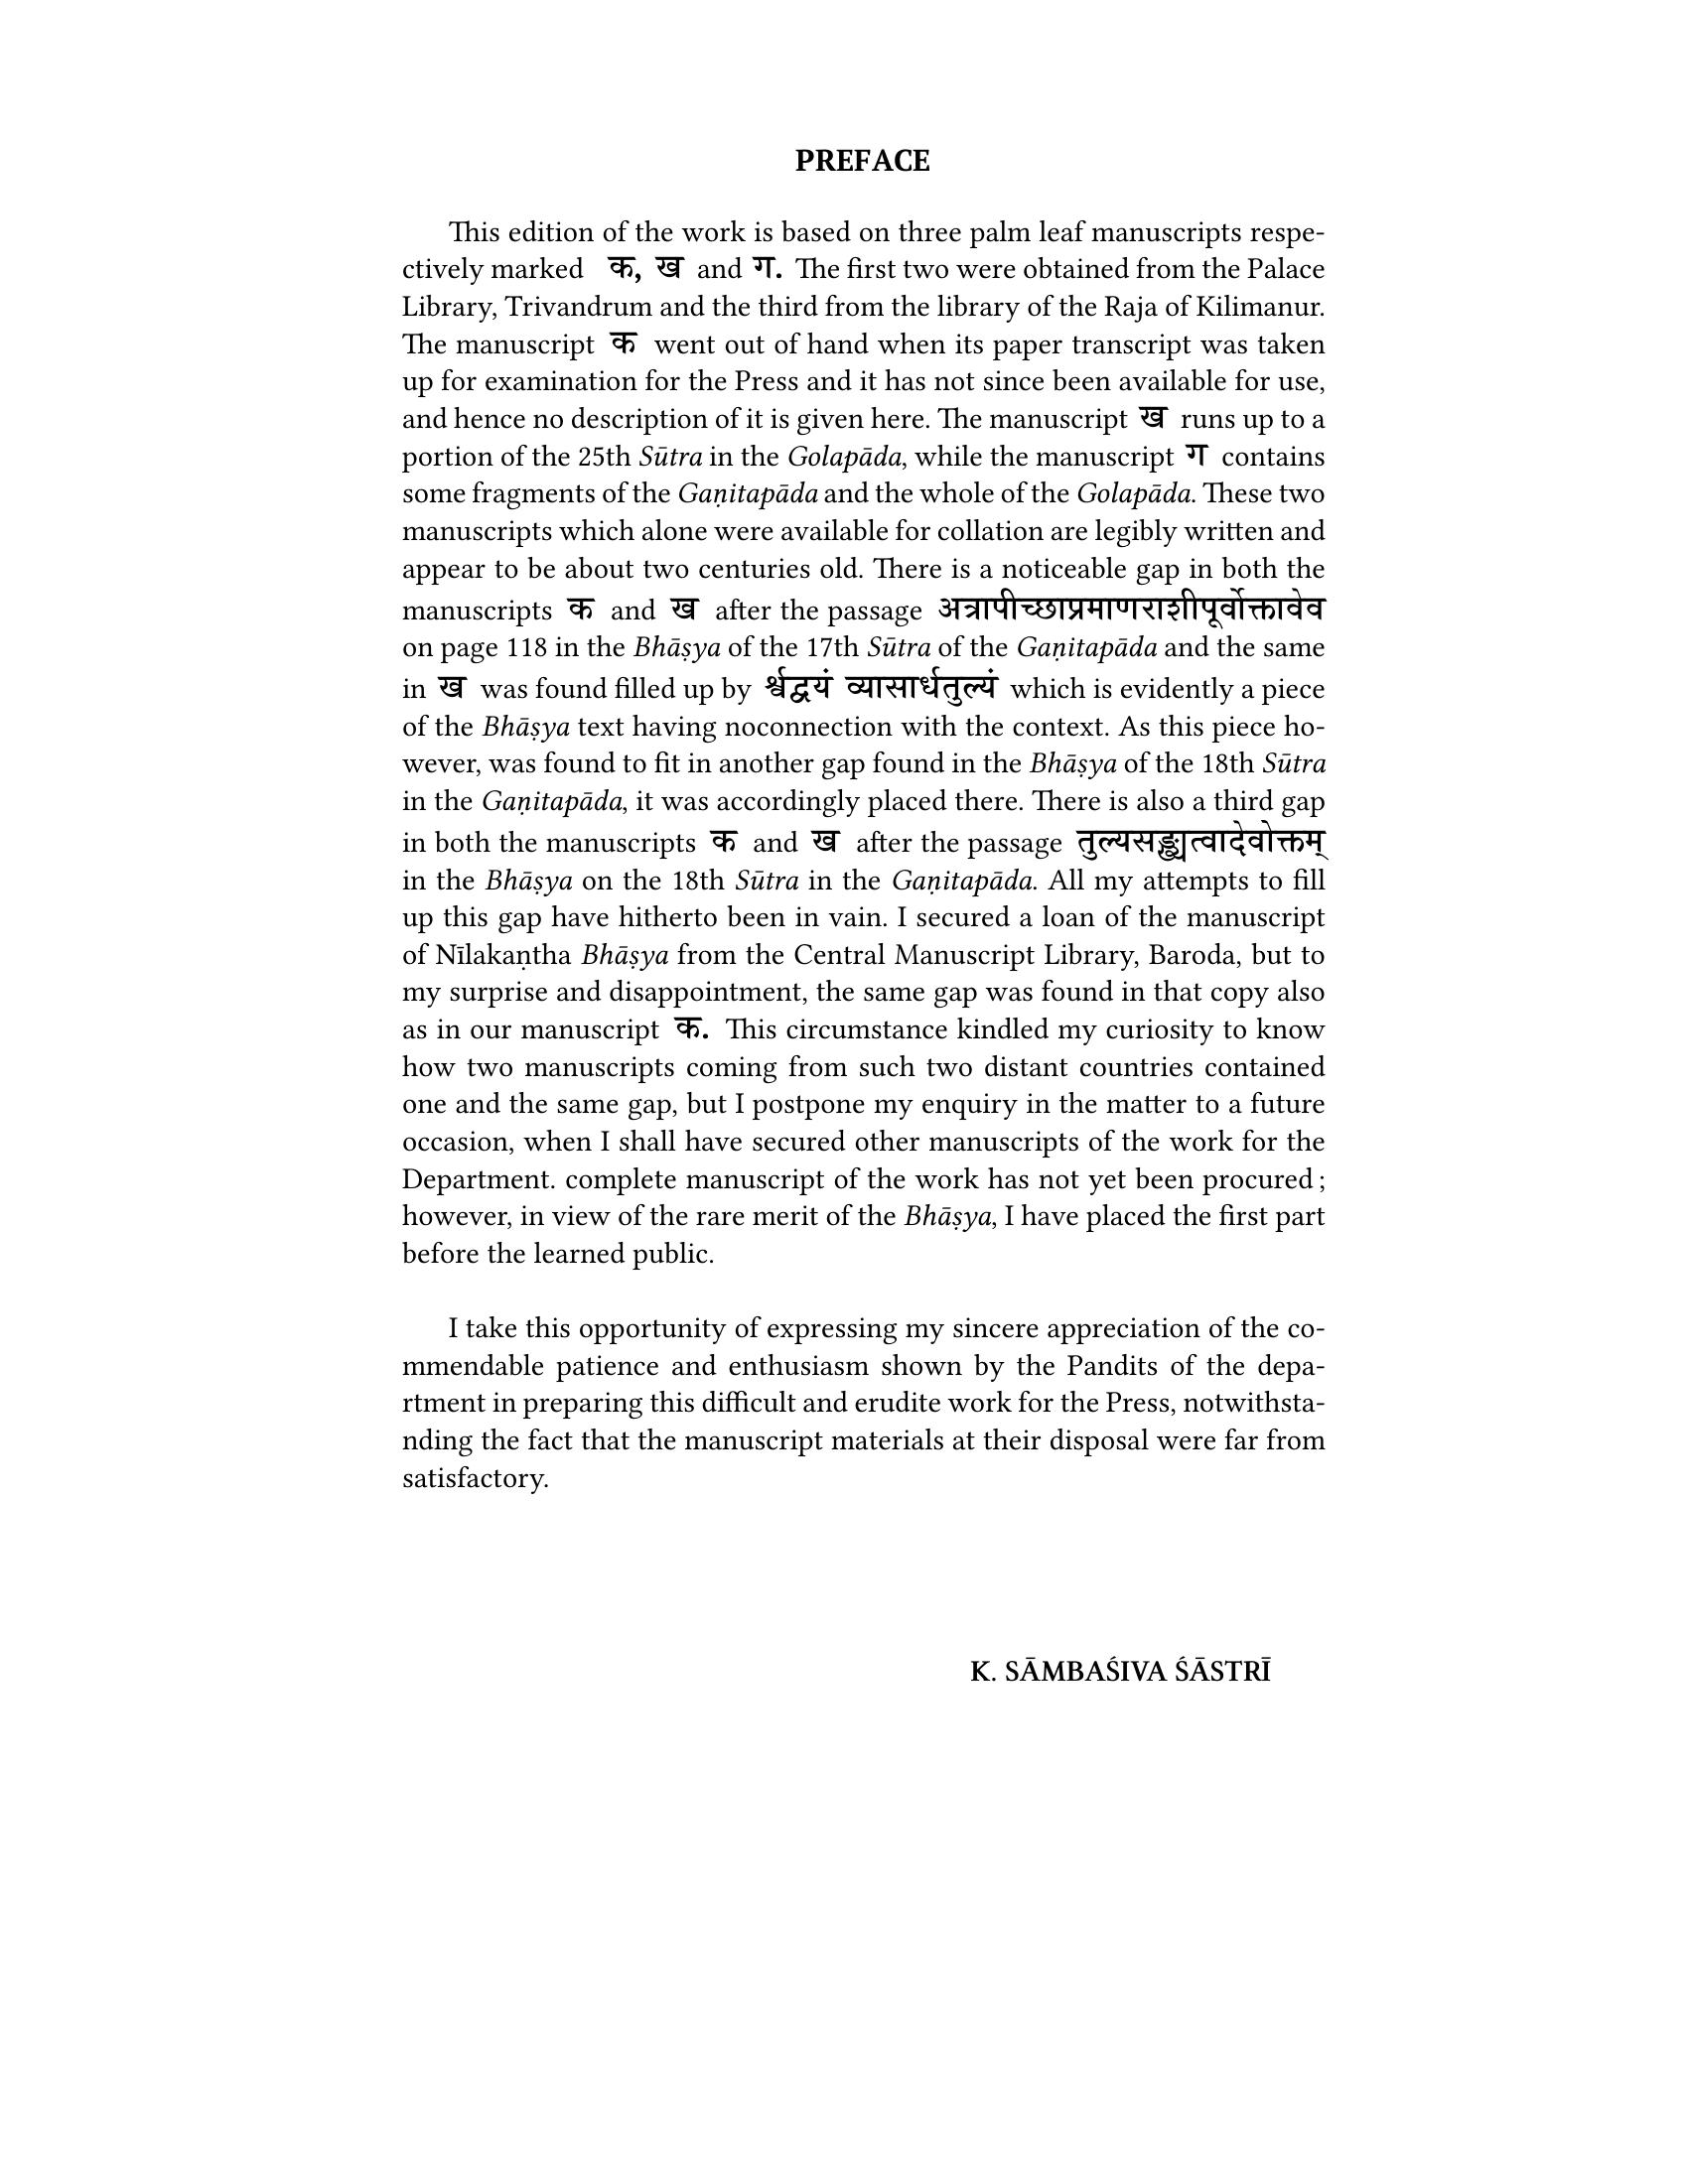 PREFACE
This edition of the work is based on three palm leaf manuscripts respe-
ctively marked क, ख and ग. The first two were obtained from the Palace
Library, Trivandrum and the third from the library of the Raja of Kilimanur.
The manuscript क went out of hand when its paper transcript was taken
up for examination for the Press and it has not since been available for use,
and hence no description of it is given here. The manuscript ख runs up to a
portion of the 25th Sūtra in the Golapāda, while the manuscript ग contains
some fragments of the Gaṇitapāda and the whole of the Golapāda. These two
manuscripts which alone were available for collation are legibly written and
appear to be about two centuries old. There is a noticeable gap in both the
manuscripts क and ख after the passage अत्रापीच्छाप्रमाणराशीपूर्वोक्तावेव
on page 118 in the Bhāṣya of the 17th Sūtra of the Gaṇitapāda and the same
in ख was found filled up by र्श्वद्वयं व्यासार्धतुल्यं which is evidently a piece
of the Bhāṣya text having noconnection with the context. As this piece ho-
wever, was found to fit in another gap found in the Bhāṣya of the 18th Sūtra
in the Gaṇitapāda, it was accordingly placed there. There is also a third gap
in both the manuscripts क and ख after the passage तुल्यसङ्ख्यत्वादेवोक्तम्
in the Bhāṣya on the 18th Sūtra in the Gaṇitapāda. All my attempts to fill
up this gap have hitherto been in vain. I secured a loan of the manuscript
of Nīlakaṇtha Bhāṣya from the Central Manuscript Library, Baroda, but to
my surprise and disappointment, the same gap was found in that copy also
as in our manuscript क. This circumstance kindled my curiosity to know
how two manuscripts coming from such two distant countries contained
one and the same gap, but I postpone my enquiry in the matter to a future
occasion, when I shall have secured other manuscripts of the work for the
Department. complete manuscript of the work has not yet been procured;
however, in view of the rare merit of the Bhāṣya, I have placed the first part
before the learned public.
I take this opportunity of expressing my sincere appreciation of the co-
mmendable patience and enthusiasm shown by the Pandits of the depa-
rtment in preparing this difficult and erudite work for the Press, notwithsta-
nding the fact that the manuscript materials at their disposal were far from
satisfactory.
K. SĀMBAŚIVA ŚĀSTRĪ